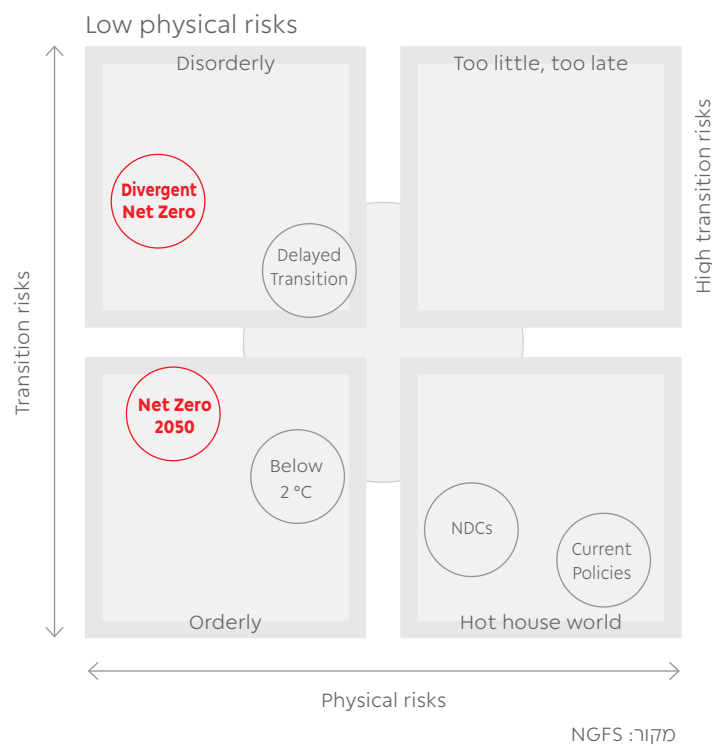 Low physical risks
Disorderly
Too little, too late
High transition risks
Transition risks
Divergent
Net Zero
Delayed
Transition
Net Zero
2050
Below
2 °C
NDCs
Current
Policies
Orderly
Hot house world
Physical risks
מקור: NGFS